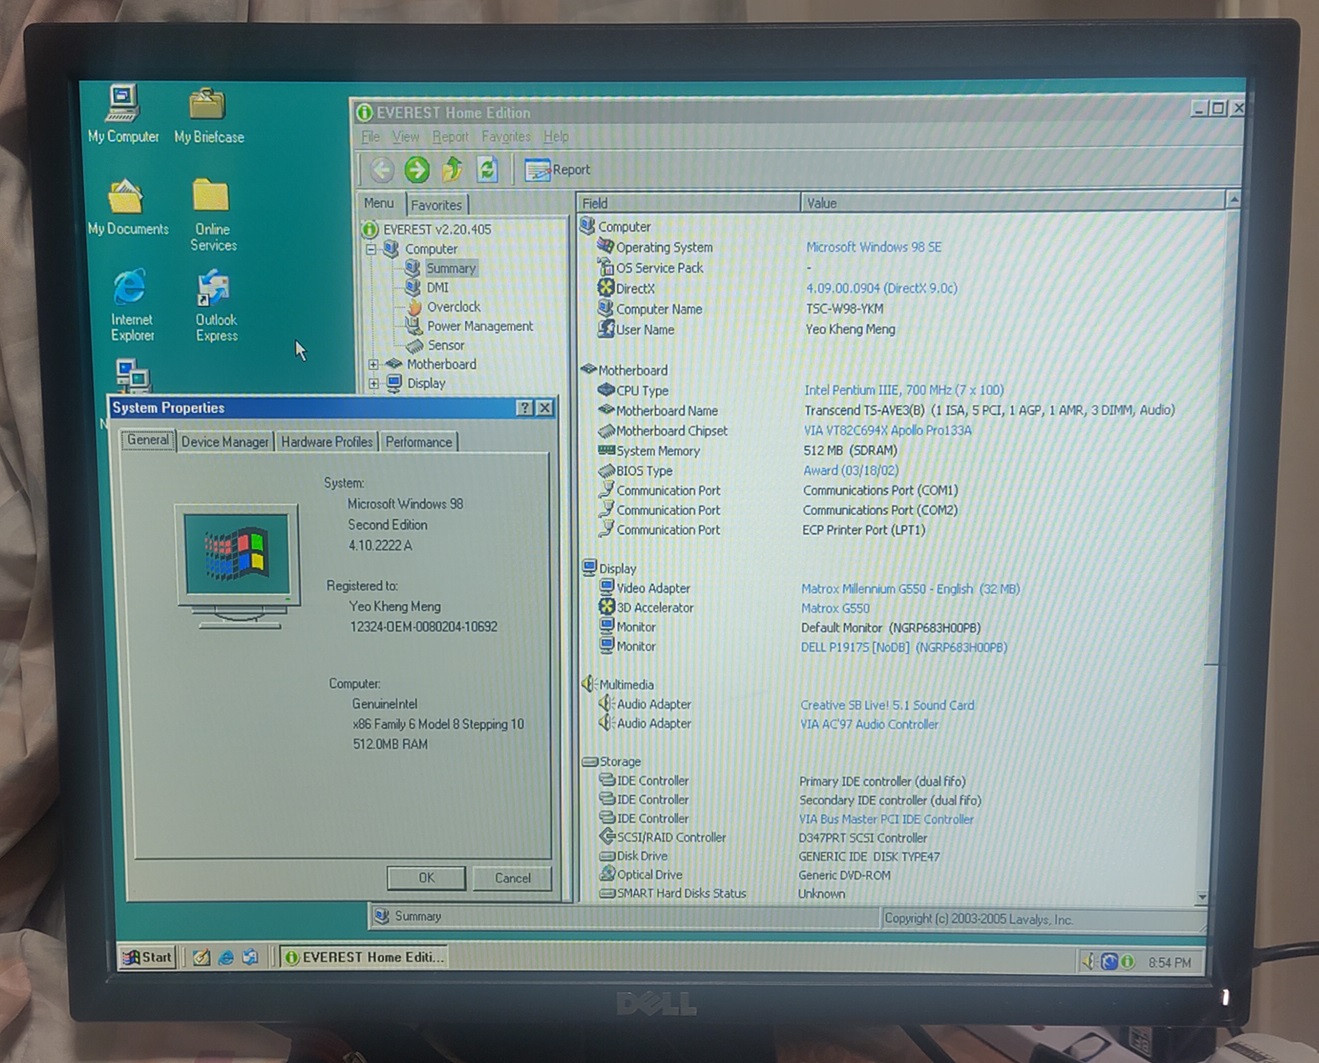 My Computer
My Briefcase
My Documents
Online
Services
Internet
Explorer
Outlook
Express
N
EVEREST Home Edition
File View Report Favorites Help
Report
Menu Favorites
EVEREST v2.20.405
Computer
Summary
DMI
Overclock
Power Management
Sensor
Motherboard
Display
Field Value
Computer
Operating System Microsoft Windows 98 SE
OS Service Pack -
DirectX 4.09.00.0904 (DirectX 9.0c)
Computer Name TSC-W98-YKM
User Name Yeo Kheng Meng
Motherboard
CPU Type Intel Pentium IIIE, 700 MHz (7 x 100)
Motherboard Name Transcend TS-AVE3(B) (1 ISA, 5 PCI, 1 AGP, 1 AMR, 3 DIMM, Audio)
Motherboard Chipset VIA VT82C694X Apollo Pro133A
System Memory 512 MB (SDRAM)
BIOS Type Award (03/18/02)
Communication Port Communications Port (COM1)
Communication Port Communications Port (COM2)
Communication Port ECP Printer Port (LPT1)
Display
Video Adapter Matrox Millennium G550 - English (32 MB)
3D Accelerator Matrox G550
Monitor Default Monitor (NGRP683H00PB)
Monitor DELL P1917S [NoDB] (NGRP683H00PB)
Multimedia
Audio Adapter Creative SB Live! 5.1 Sound Card
Audio Adapter VIA AC'97 Audio Controller
Storage
IDE Controller Primary IDE controller (dual fifo)
IDE Controller Secondary IDE controller (dual fifo)
IDE Controller VIA Bus Master PCI IDE Controller
SCSI/RAID Controller D347PRT SCSI Controller
Disk Drive GENERIC IDE DISK TYPE47
Optical Drive Generic DVD-ROM
SMART Hard Disks Status Unknown
Summary Copyright (c) 2003-2005 Lavalys, Inc.
System Properties
General Device Manager Hardware Profiles Performance
System:
Microsoft Windows 98
Second Edition
4.10.2222 A
Registered to:
Yeo Kheng Meng
12324-OEM-0080204-10692
Computer:
GenuineIntel
x86 Family 6 Model 8 Stepping 10
512.0MB RAM
OK Cancel
Start EVEREST Home Editi... 8:54 PM
DELL